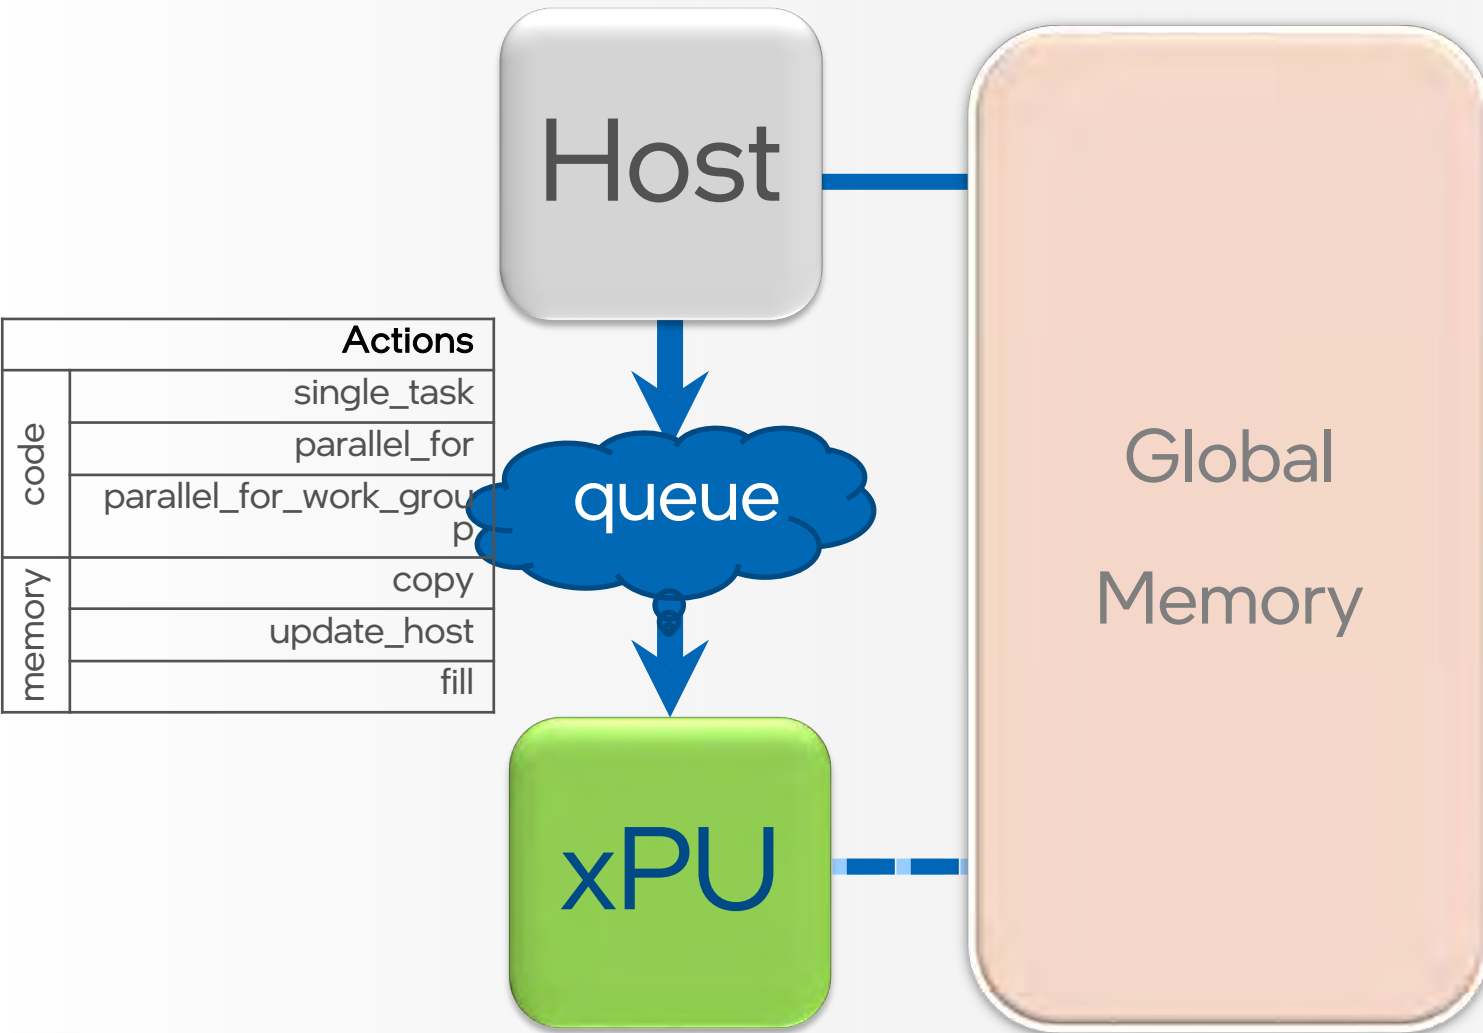 Host
Actions
code
single_task
parallel_for
parallel_for_work_grou
p
memory
copy
update_host
fill
queue
xPU
Global
Memory